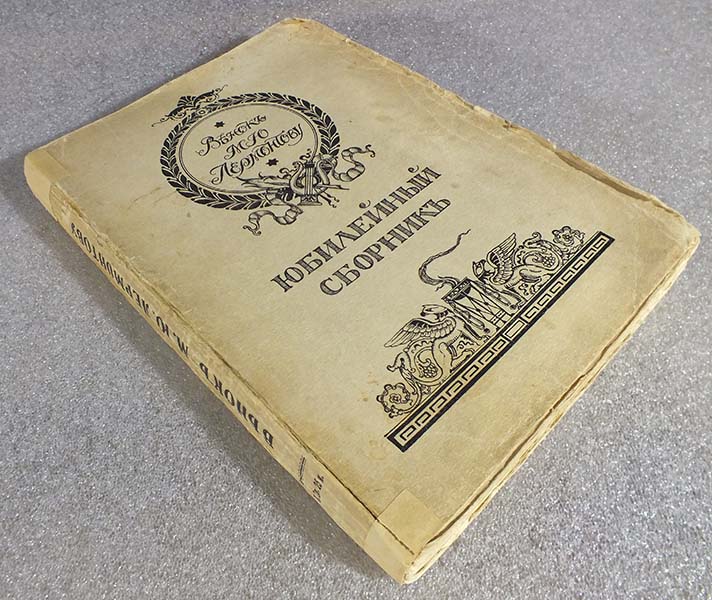 Вѣнокъ
М·Ю
Лермонтову
ЮБИЛЕЙНЫЙ
СБОРНИКЪ
ВѢНОКЪ М. Ю. ЛЕРМОНТОВУ